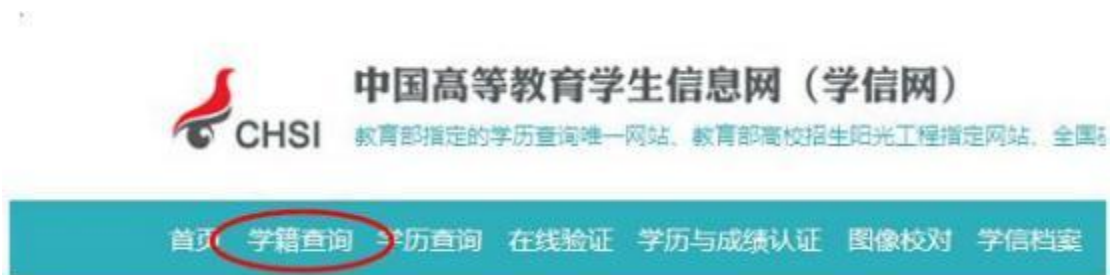 中国高等教育学生信息网（学信网）
CHSI
教育部指定的学历查询唯一网站、教育部高校招生阳光工程指定网站、全国
首页 学籍查询 学历查询 在线验证 学历与成绩认证 图像校对 学信档案